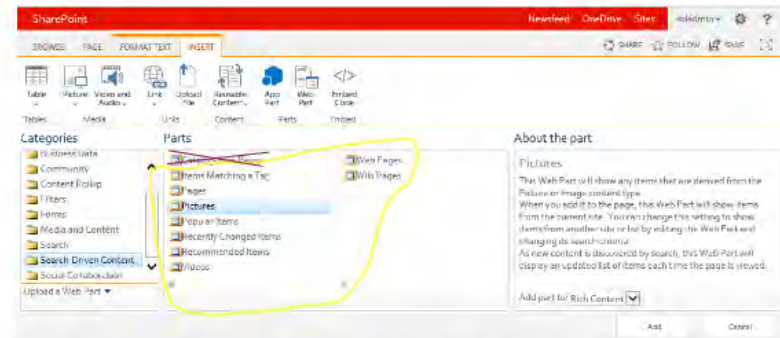 SharePoint
Newsfeed OneDrive Sites
BROWSE PAGE FORMAT TEXT INSERT
SHARE FOLLOW SAVE
Table Picture Video and Audio Link Upload File Reusable Content App Part Web Part Embed Code
Tables Media Links Content Parts Embed
Categories
Business Data
Community
Content Rollup
Filters
Forms
Media and Content
Search
Search-Driven Content
Social Collaboration
Upload a Web Part
Parts
Items Matching a Tag
Pages
Pictures
Popular Items
Recently Changed Items
Recommended Items
Videos
Web Pages
Wiki Pages
About the part
Pictures
This Web Part will show any items that are derived from the
Picture or Image content type.
When you add it to the page, this Web Part will show items
from the current site. You can change this setting to show
items from another site or list by editing the Web Part and
changing its search criteria.
As new content is discovered by search, this Web Part will
display an updated list of items each time the page is viewed.
Add part to: Rich Content
Add Cancel